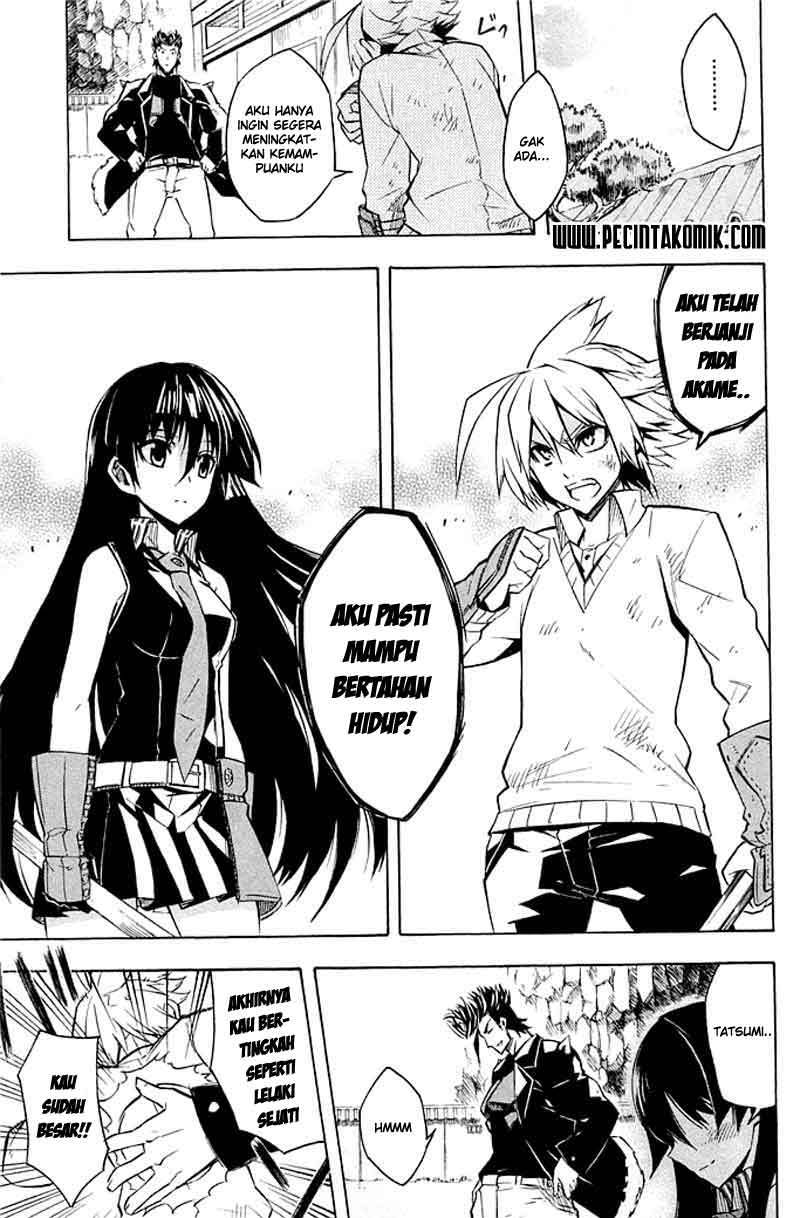 .........
GAK
ADA...
AKU HANYA
INGIN SEGERA
MENINGKAT-
KAN KEMAM-
PUANKU
WWW.PECINTAKOMIK.COM
AKU TELAH
BERJANJI
PADA
AKAME..
AKU PASTI
MAMPU
BERTAHAN
HIDUP!
TATSUMI..
HMMM
AKHIRNYA
KAU BER-
TINGKAH
SEPERTI
LELAKI
SEJATI
KAU
SUDAH
BESAR!!